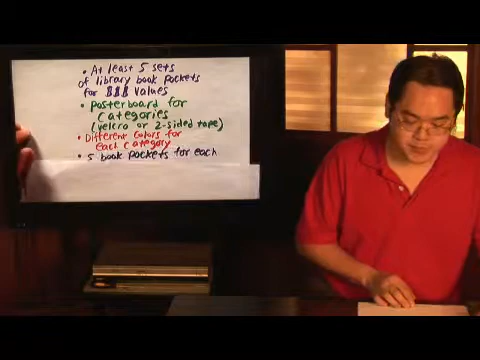 • At least 5 sets
of library book pockets
for $$$ values
• Posterboard for
categories
(velcro or 2-sided tape)
• Different Colors for
each category
• 5 book pockets for each